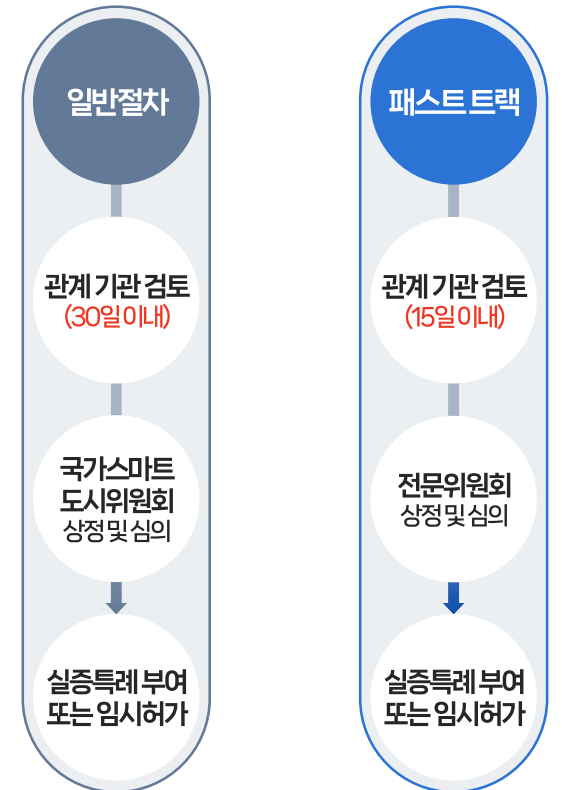 일반절차
관계 기관 검토
(30일 이내)
국가스마트
도시위원회
상정 및 심의
실증특례 부여
또는 임시허가
패스트 트랙
관계 기관 검토
(15일 이내)
전문위원회
상정 및 심의
실증특례 부여
또는 임시허가